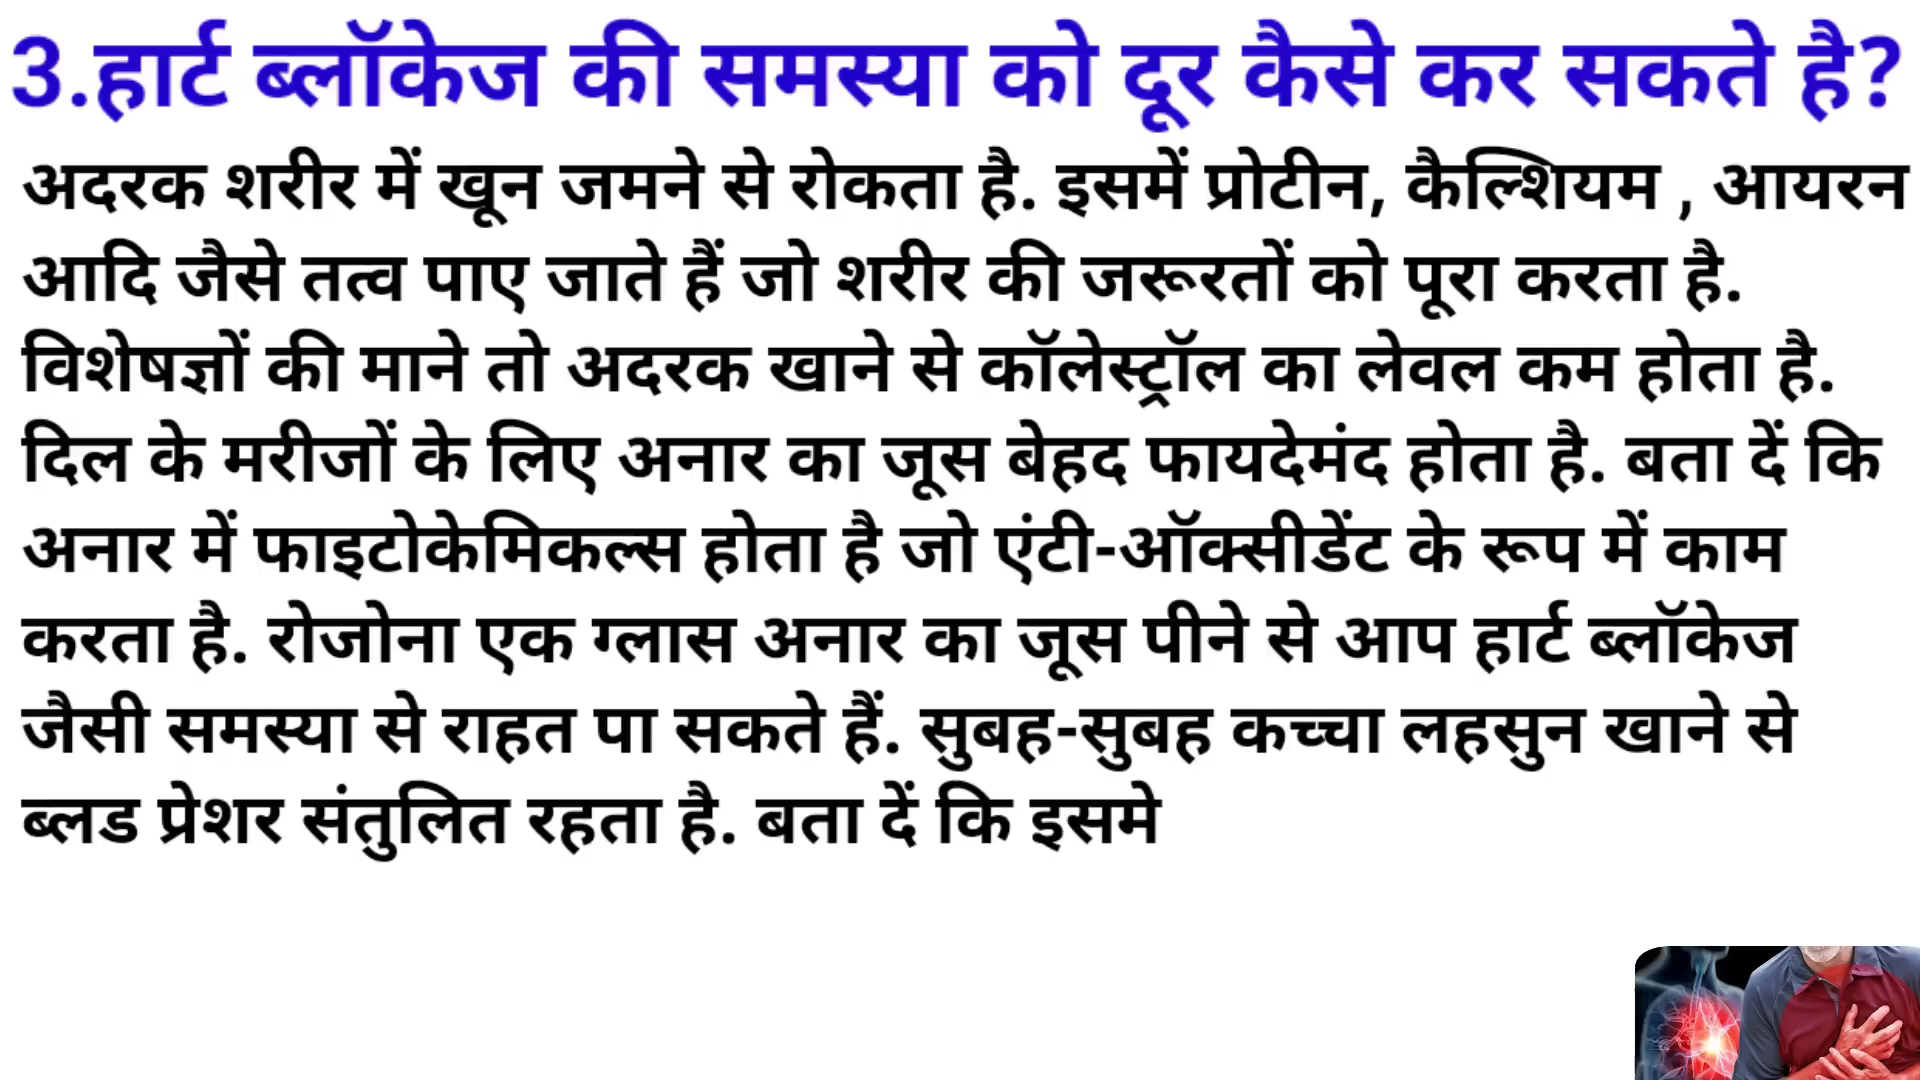 3.हार्ट ब्लॉकेज की समस्या को दूर कैसे कर सकते है?
अदरक शरीर में खून जमने से रोकता है. इसमें प्रोटीन, कैल्शियम , आयरन
आदि जैसे तत्व पाए जाते हैं जो शरीर की जरूरतों को पूरा करता है.
विशेषज्ञों की माने तो अदरक खाने से कॉलेस्ट्रॉल का लेवल कम होता है.
दिल के मरीजों के लिए अनार का जूस बेहद फायदेमंद होता है. बता दें कि
अनार में फाइटोकेमिकल्स होता है जो एंटी-ऑक्सीडेंट के रूप में काम
करता है. रोजोना एक ग्लास अनार का जूस पीने से आप हार्ट ब्लॉकेज
जैसी समस्या से राहत पा सकते हैं. सुबह-सुबह कच्चा लहसुन खाने से
ब्लड प्रेशर संतुलित रहता है. बता दें कि इसमे